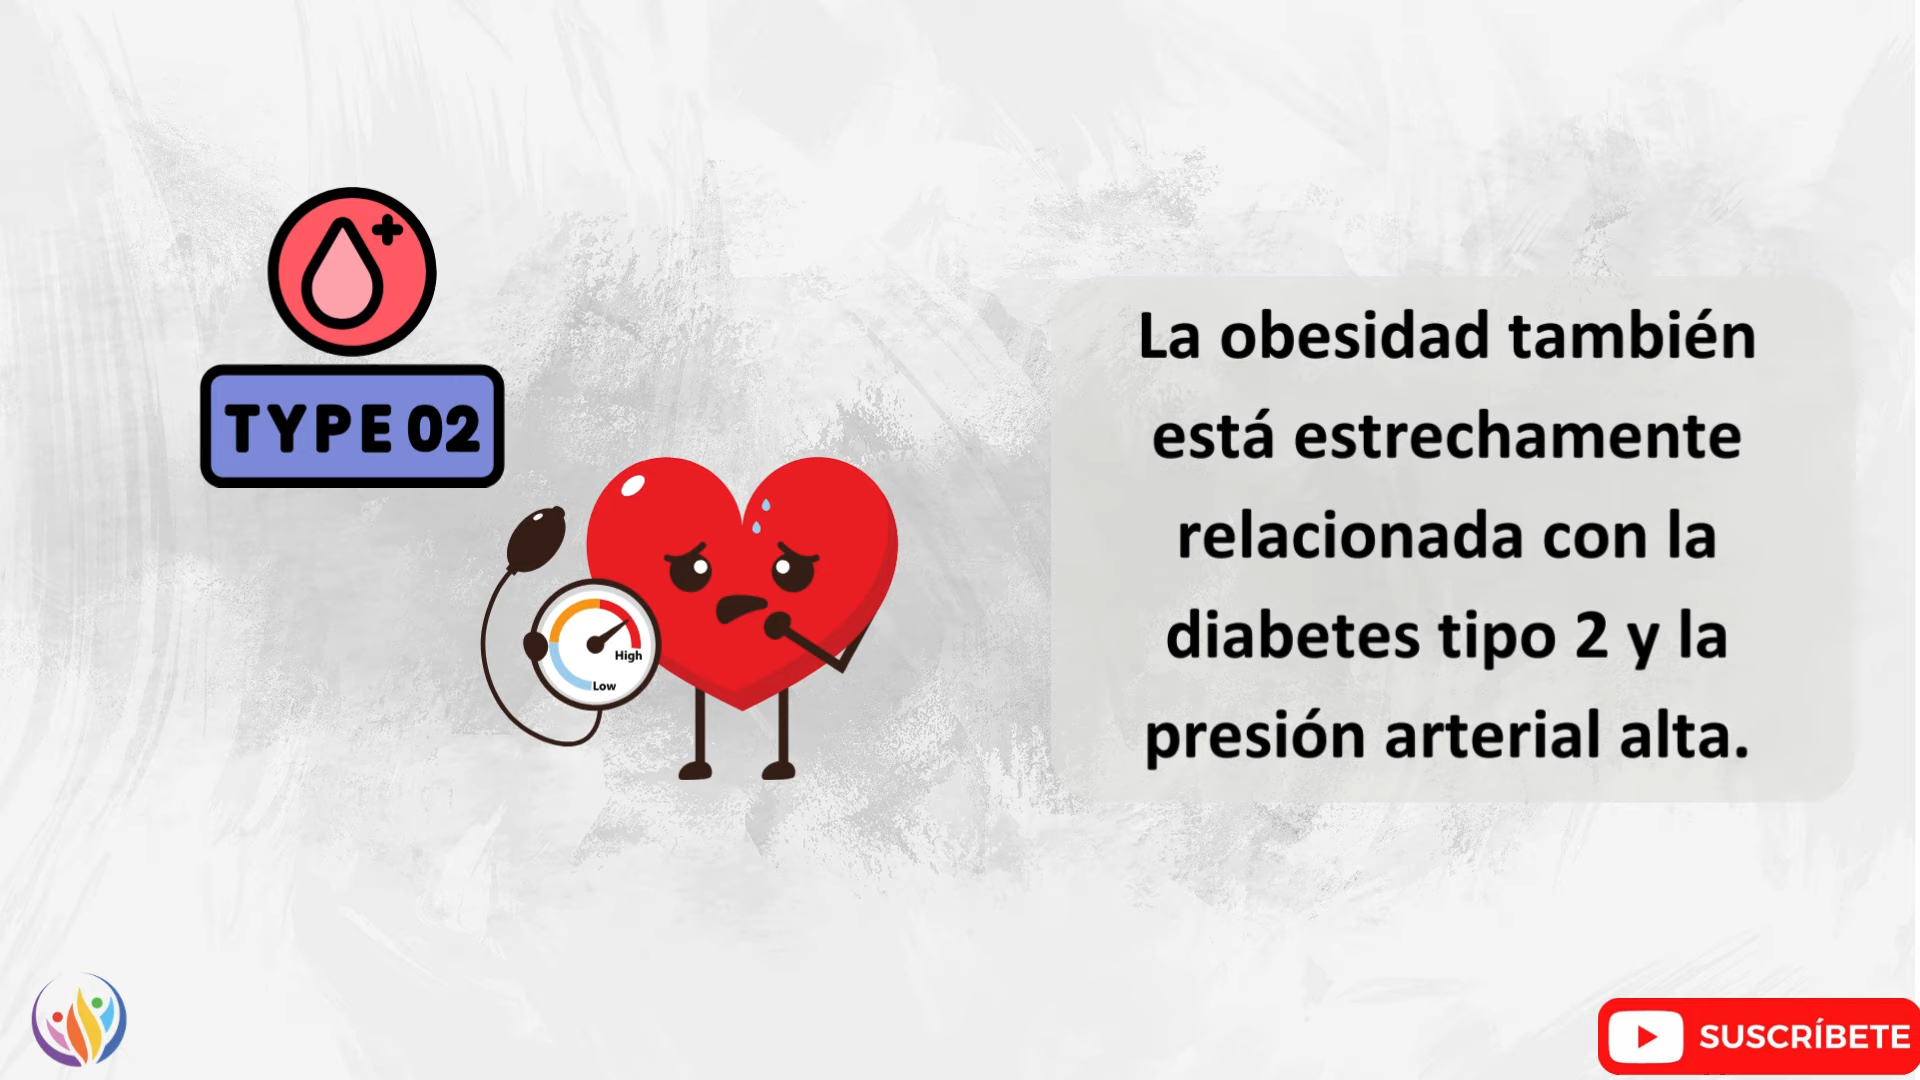 TYPE 02
High
Low
La obesidad también
está estrechamente
relacionada con la
diabetes tipo 2 y la
presión arterial alta.
SUSCRÍBETE